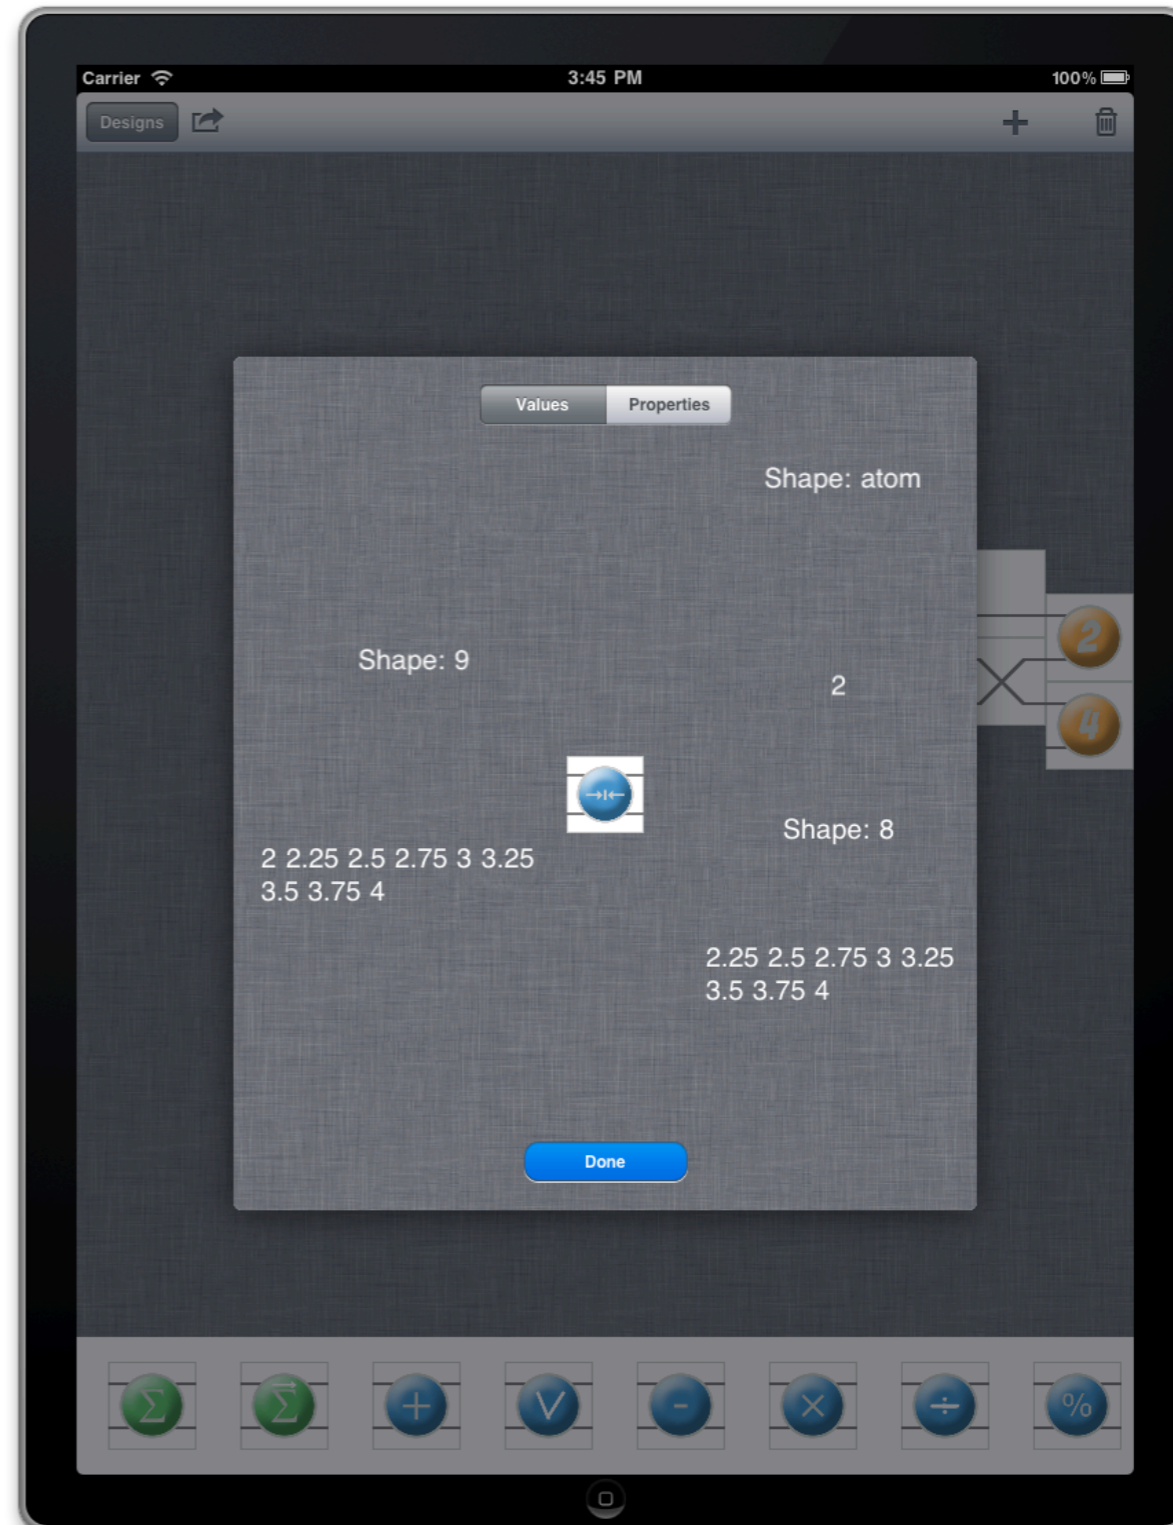 Carrier 3:45 PM 100%
Designs
Values Properties
Shape: atom
Shape: 9
2
2
4
Shape: 8
2 2.25 2.5 2.75 3 3.25
3.5 3.75 4
2.25 2.5 2.75 3 3.25
3.5 3.75 4
Done
Σ Σ + V - × ÷ %